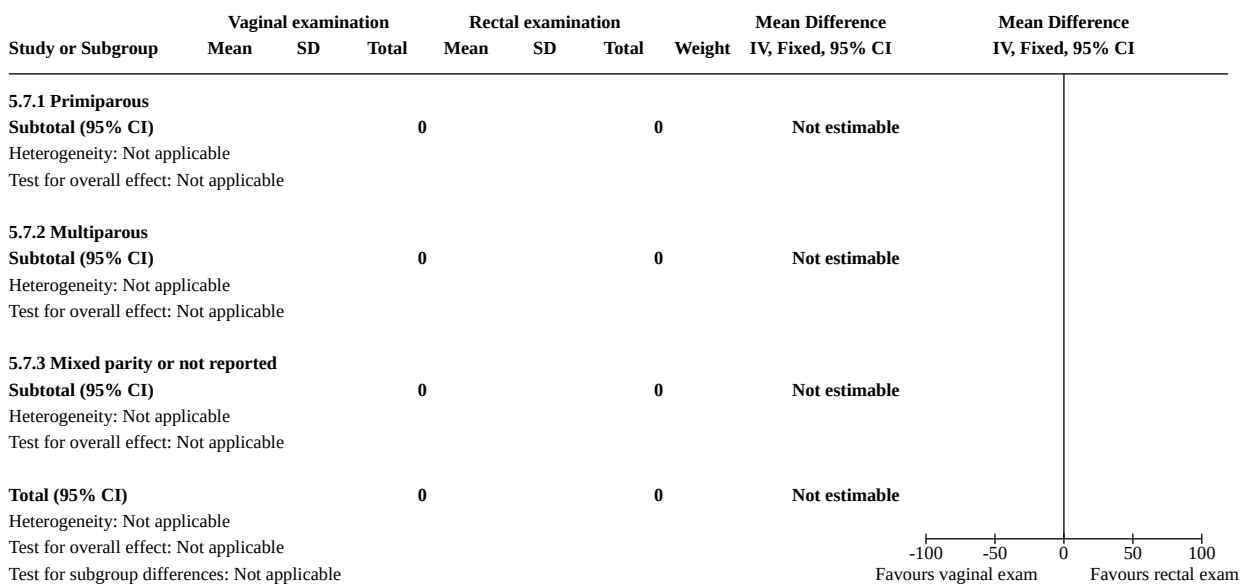 Vaginal examination Rectal examination Mean Difference Mean Difference
Study or Subgroup Mean SD Total Mean SD Total Weight IV, Fixed, 95% CI IV, Fixed, 95% CI
5.7.1 Primiparous
Subtotal (95% CI) 0 0 Not estimable
Heterogeneity: Not applicable
Test for overall effect: Not applicable
5.7.2 Multiparous
Subtotal (95% CI) 0 0 Not estimable
Heterogeneity: Not applicable
Test for overall effect: Not applicable
5.7.3 Mixed parity or not reported
Subtotal (95% CI) 0 0 Not estimable
Heterogeneity: Not applicable
Test for overall effect: Not applicable
Total (95% CI) 0 0 Not estimable
Heterogeneity: Not applicable
Test for overall effect: Not applicable
-100 -50 0 50 100
Test for subgroup differences: Not applicable
Favours vaginal exam Favours rectal exam